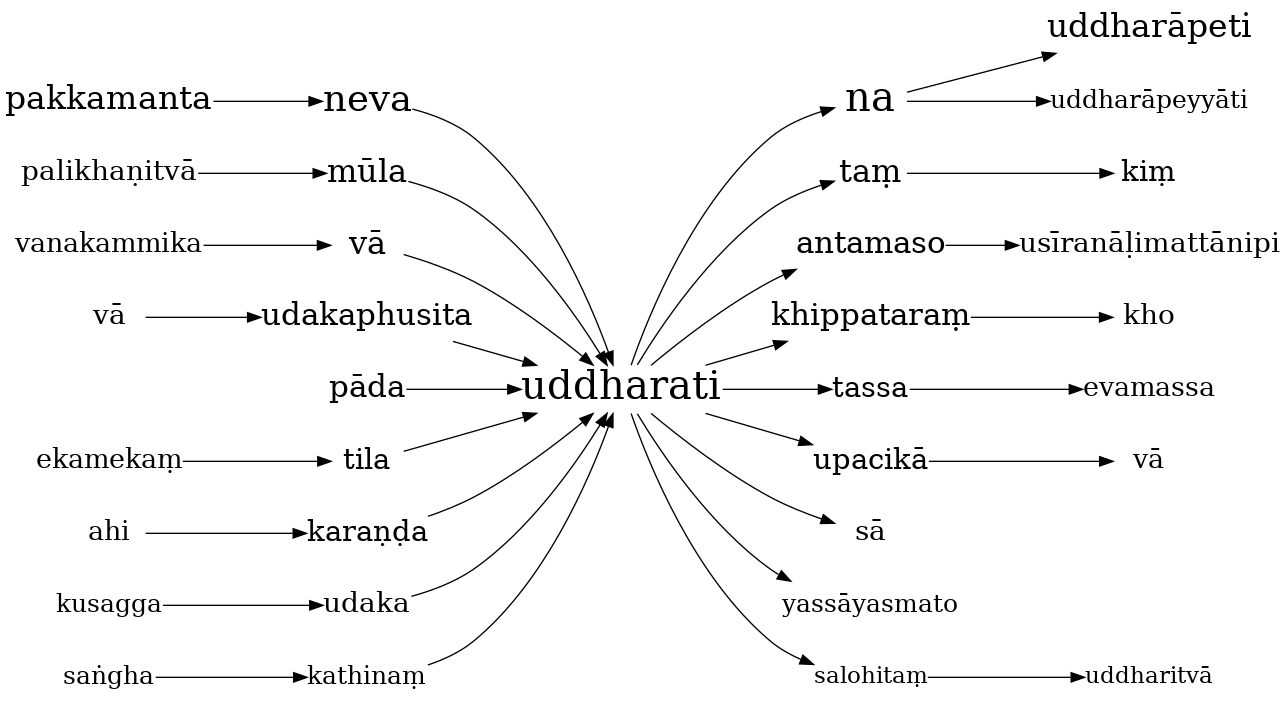 uddharāpeti
pakkamanta neva na uddharāpeyyāti
palikhaṇitvā mūla taṃ kiṃ
vanakammika vā antamaso usīranāḷimattānipi
vā udakaphusita khippataraṃ kho
pāda uddharati tassa evamassa
ekamekaṃ tila upacikā vā
ahi karaṇḍa sā
kusagga udaka yassāyasmato
saṅgha kathinaṃ salohitaṃ uddharitvā